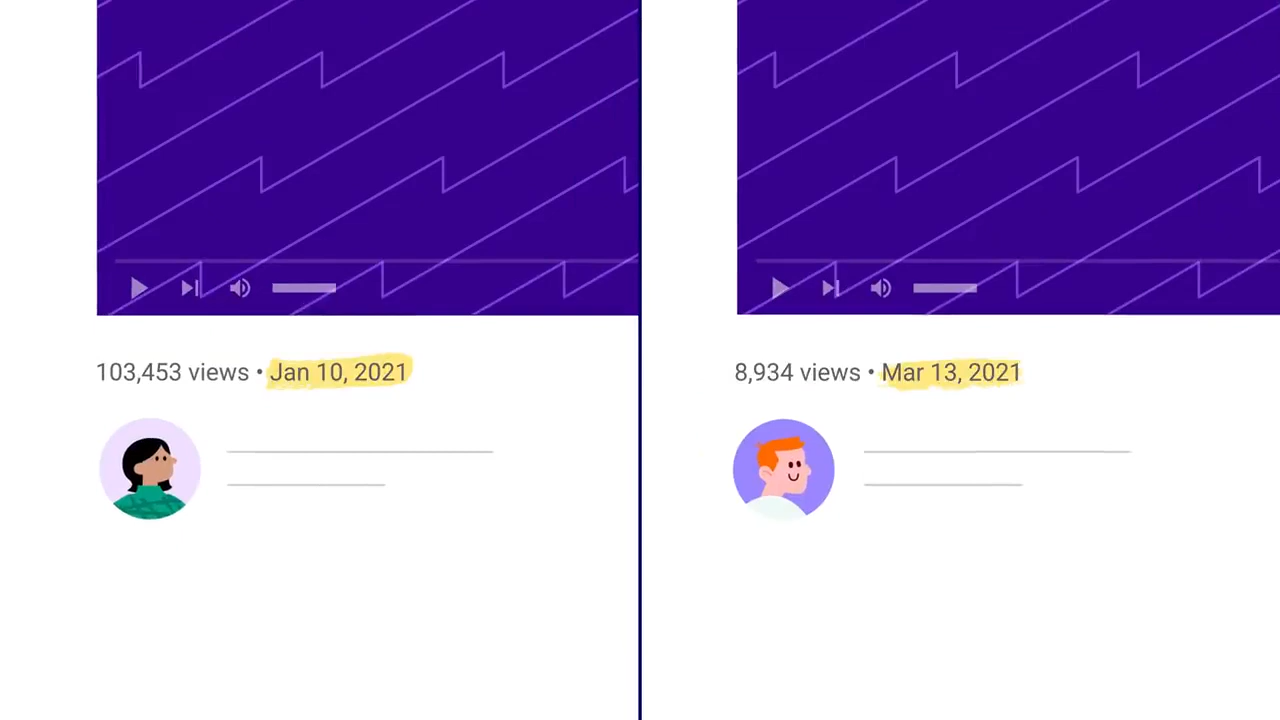 103,453 views • Jan 10, 2021
8,934 views • Mar 13, 2021